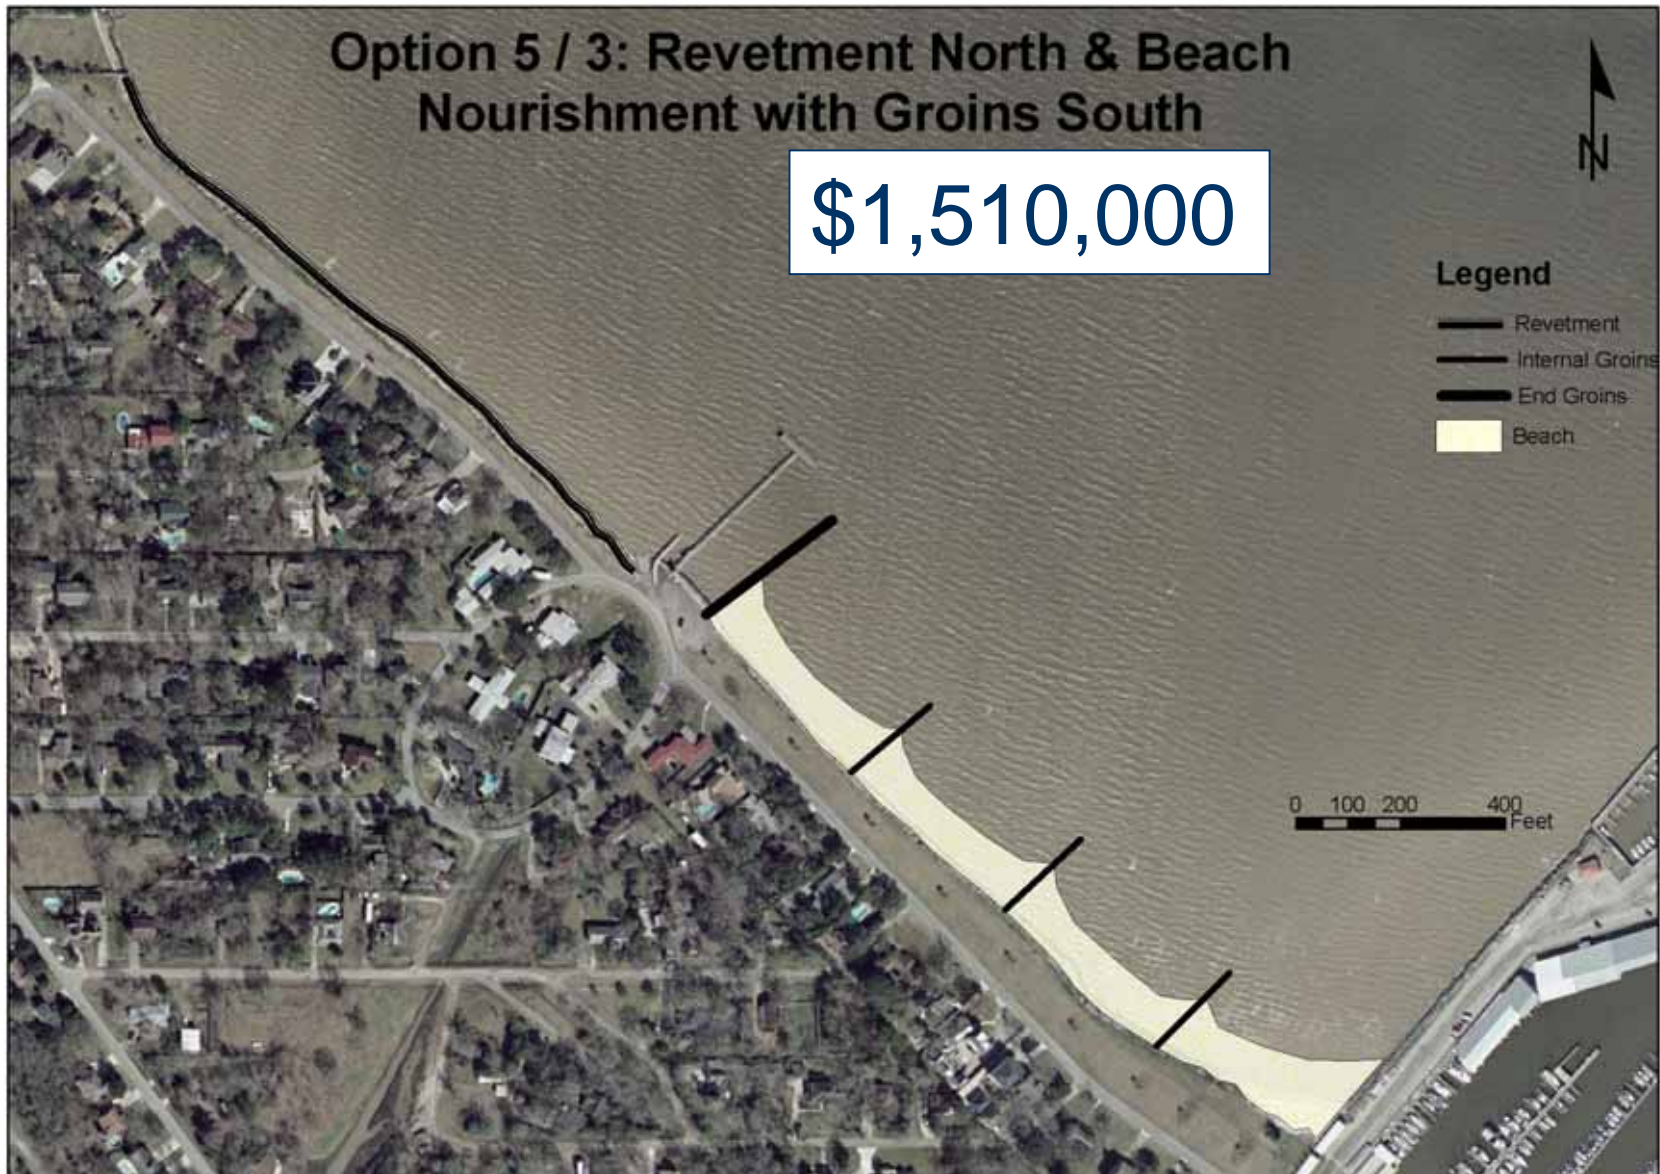 Option 5 / 3: Revetment North & Beach
Nourishment with Groins South
$1,510,000
N
Legend
Revetment
Internal Groins
End Groins
Beach
0 100 200 400
Feet